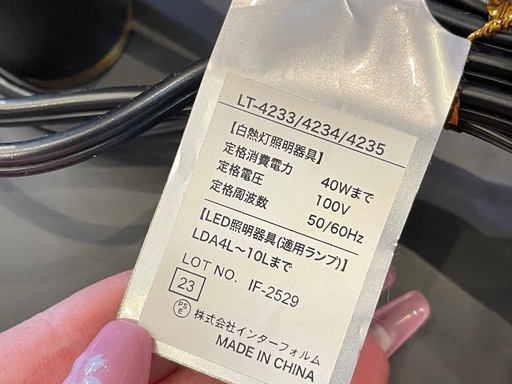 LT-4233/4234/4235
【白熱灯照明器具】
定格消費電力 40Wまで
定格電圧 100V
定格周波数 50/60Hz
【LED照明器具(適用ランプ)】
LDA4L〜10Lまで
LOT NO. IF-2529
23
PSE 株式会社インターフォルム
MADE IN CHINA